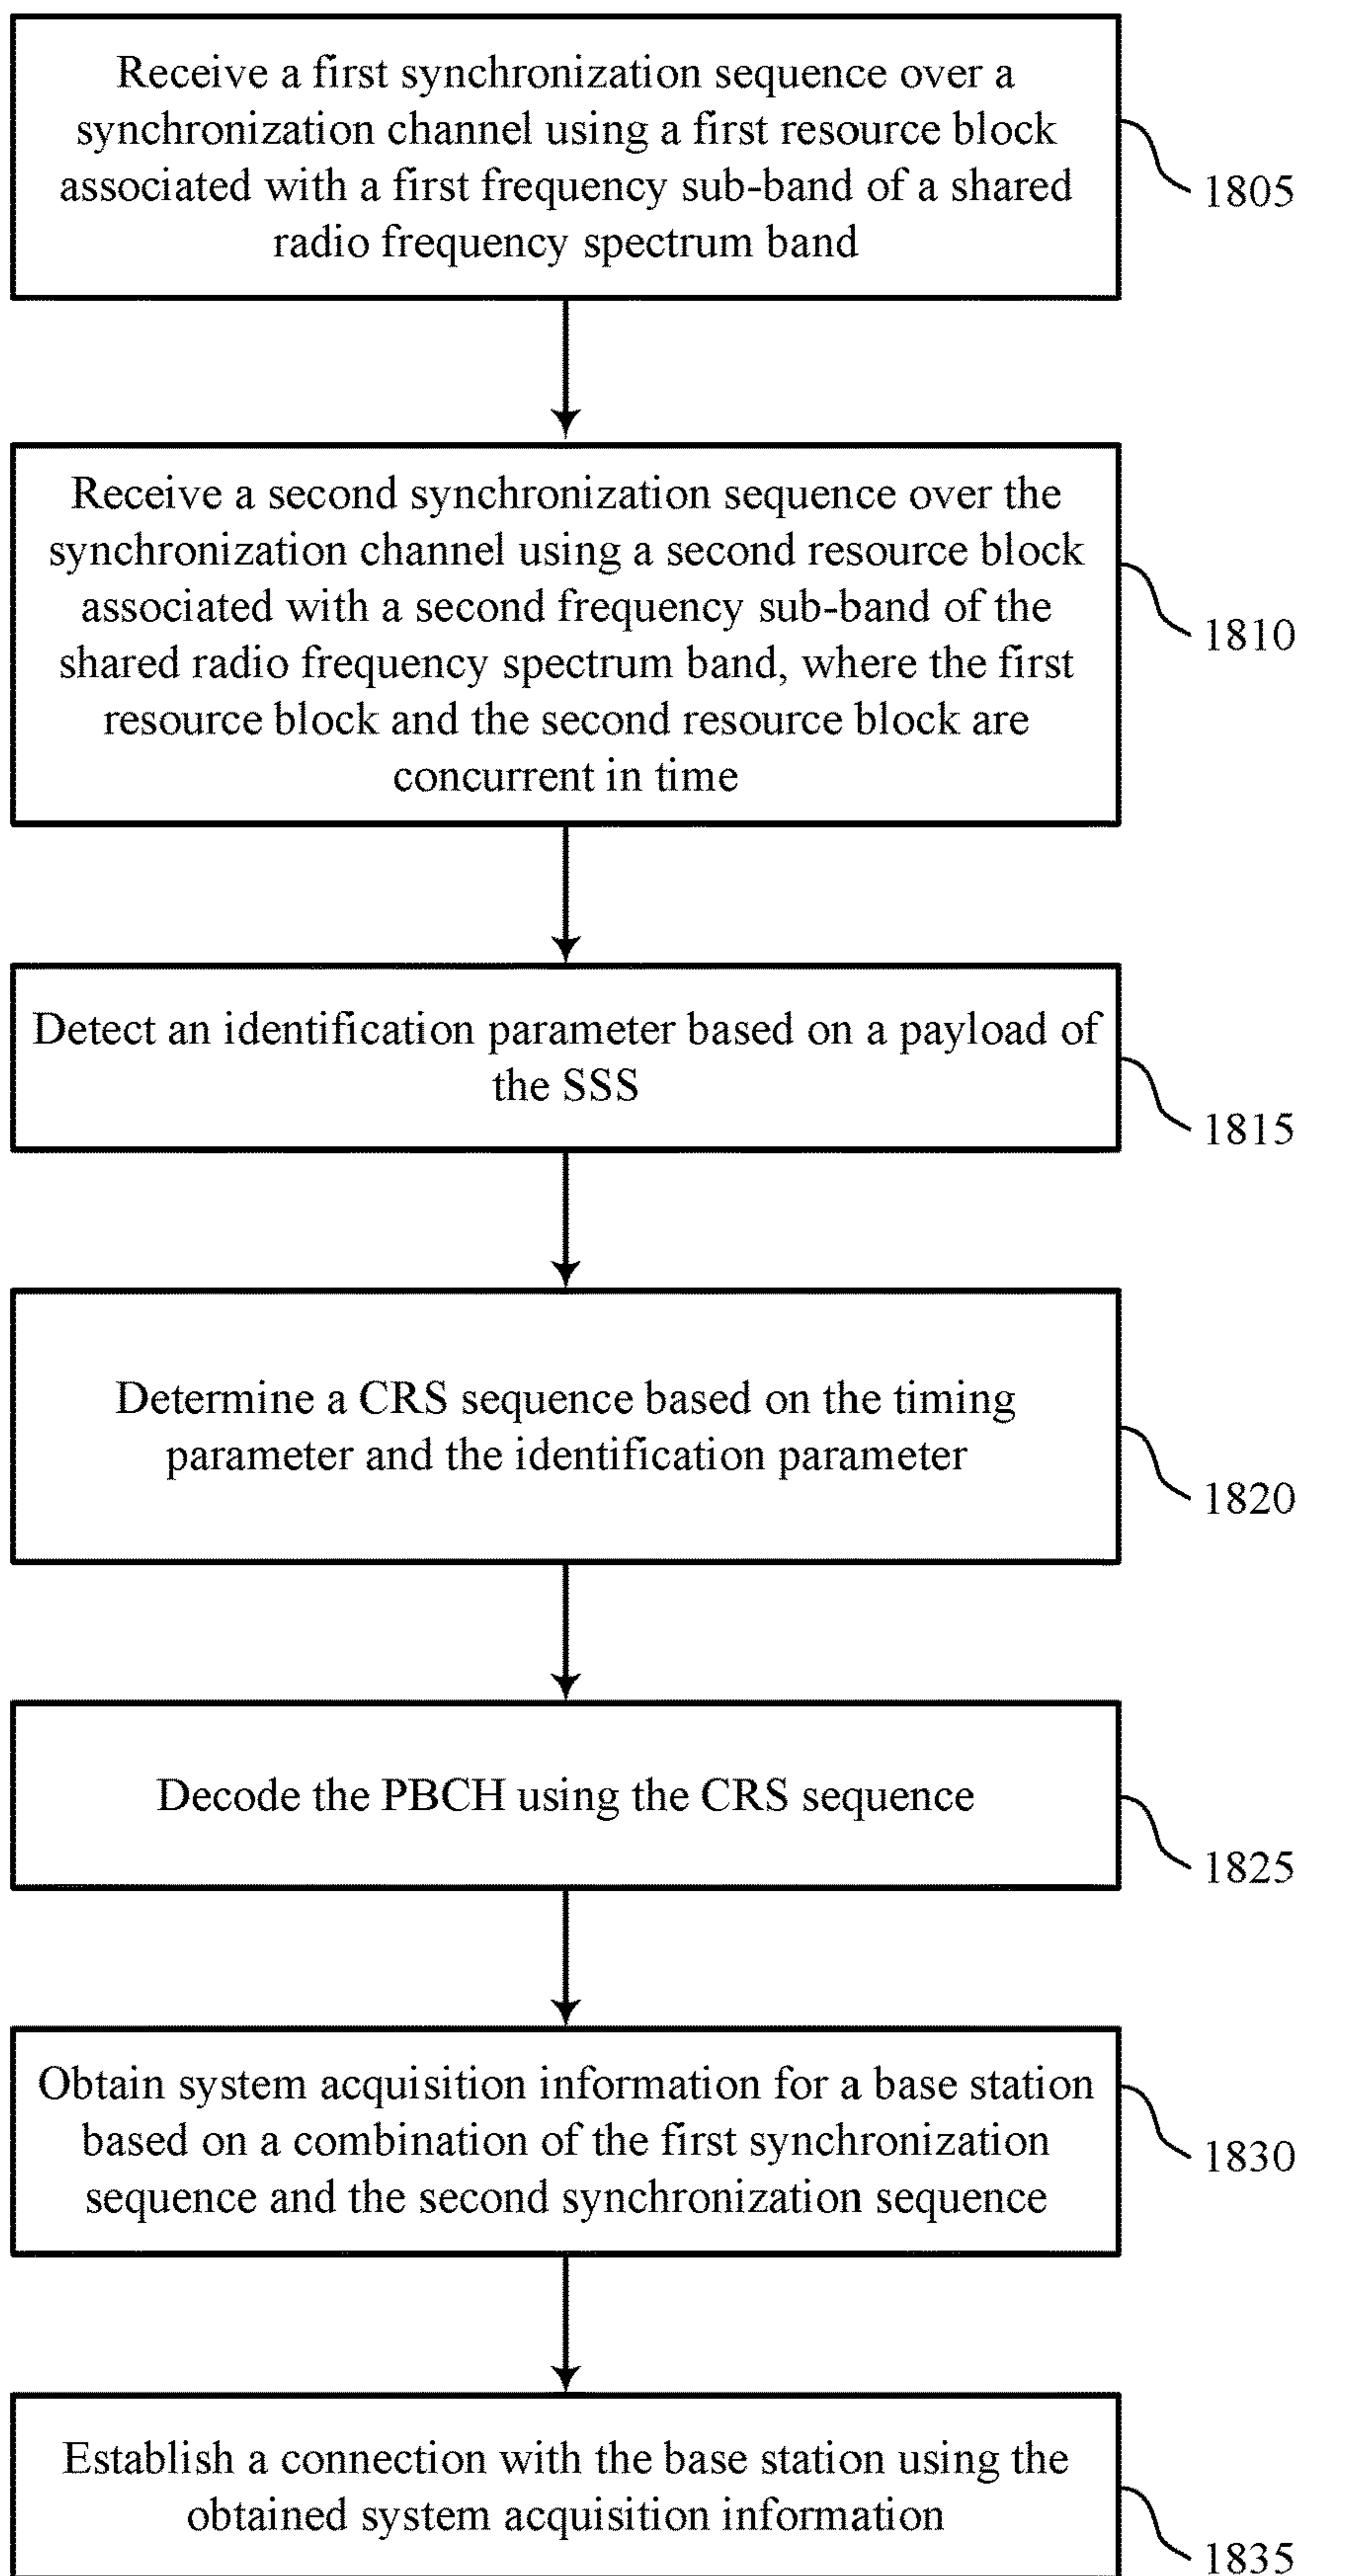 Receive a first synchronization sequence over a
synchronization channel using a first resource block
associated with a first frequency sub-band of a shared
radio frequency spectrum band
1805
Receive a second synchronization sequence over the
synchronization channel using a second resource block
associated with a second frequency sub-band of the
shared radio frequency spectrum band, where the first
resource block and the second resource block are
concurrent in time
1810
Detect an identification parameter based on a payload of
the SSS
1815
Determine a CRS sequence based on the timing
parameter and the identification parameter
1820
Decode the PBCH using the CRS sequence
1825
Obtain system acquisition information for a base station
based on a combination of the first synchronization
sequence and the second synchronization sequence
1830
Establish a connection with the base station using the
obtained system acquisition information
1835